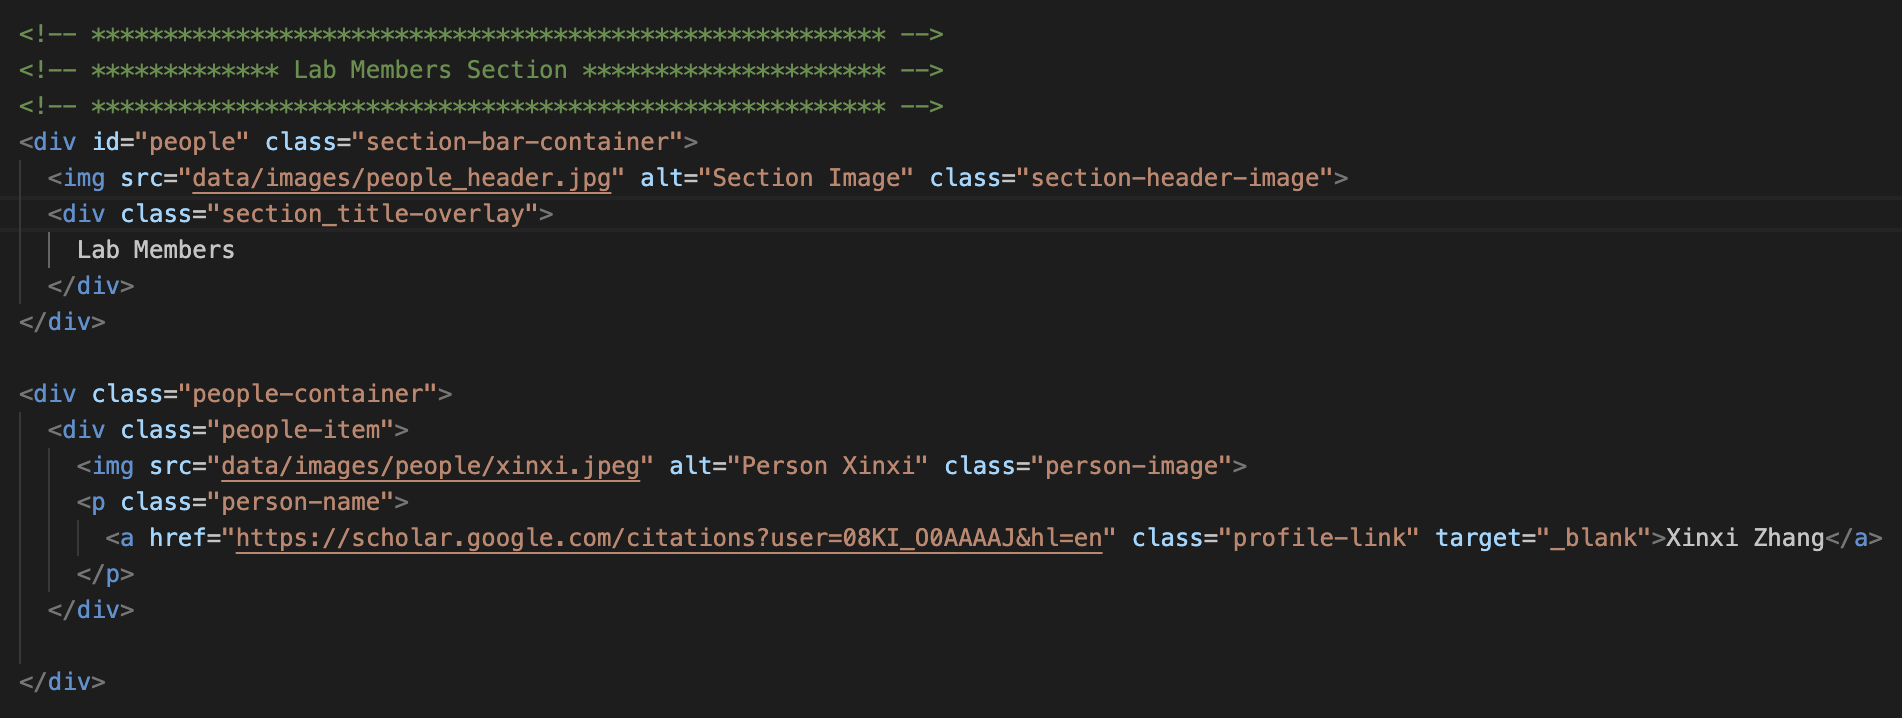 <!-- ******************************************************* -->
<!-- ************* Lab Members Section ********************* -->
<!-- ******************************************************* -->
<div id="people" class="section-bar-container">
<img src="data/images/people_header.jpg" alt="Section Image" class="section-header-image">
<div class="section_title-overlay">
Lab Members
</div>
</div>
<div class="people-container">
<div class="people-item">
<img src="data/images/people/xinxi.jpeg" alt="Person Xinxi" class="person-image">
<p class="person-name">
<a href="https://scholar.google.com/citations?user=08KI_O0AAAAJ&hl=en" class="profile-link" target="_blank">Xinxi Zhang</a>
</p>
</div>
</div>